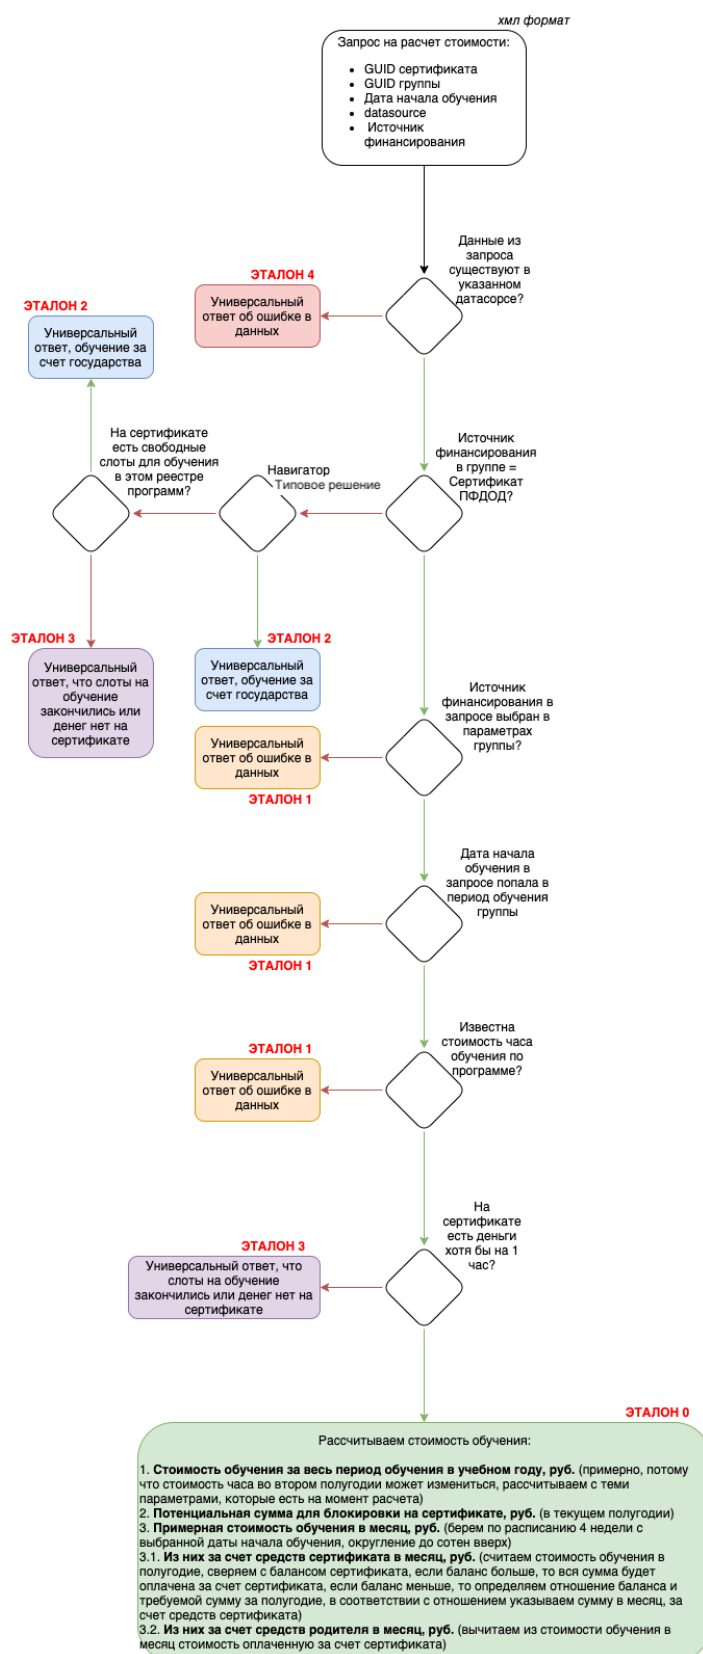 хмл формат
Запрос на расчет стоимости:
• GUID сертификата
• GUID группы
• Дата начала обучения
• datasource
• Источник
финансирования
Данные из
запроса
существуют в
указанном
датасорсе?
ЭТАЛОН 4
Универсальный
ответ об ошибке в
данных
ЭТАЛОН 2
Универсальный
ответ, обучение за
счет государства
На сертификате
есть свободные
слоты для обучения
в этом реестре
программ?
Навигатор
Типовое решение
Источник
финансирования
в группе =
Сертификат
ПФДОД?
ЭТАЛОН 3
Универсальный
ответ, что слоты на
обучение
закончились или
денег нет на
сертификате
ЭТАЛОН 2
Универсальный
ответ, обучение за
счет государства
Источник
финансирования в
запросе выбран в
параметрах
группы?
Универсальный
ответ об ошибке в
данных
ЭТАЛОН 1
Дата начала
обучения в
запросе попала в
период обучения
группы
Универсальный
ответ об ошибке в
данных
ЭТАЛОН 1
Известна
стоимость часа
обучения по
программе?
ЭТАЛОН 1
Универсальный
ответ об ошибке в
данных
На
сертификате
есть деньги
хотя бы на 1
час?
ЭТАЛОН 3
Универсальный ответ, что
слоты на обучение
закончились или денег нет на
сертификате
ЭТАЛОН 0
Рассчитываем стоимость обучения:
1. Стоимость обучения за весь период обучения в учебном году, руб. (примерно, потому
что стоимость часа во втором полугодии может измениться, рассчитываем с теми
параметрами, которые есть на момент расчета)
2. Потенциальная сумма для блокировки на сертификате, руб. (в текущем полугодии)
3. Примерная стоимость обучения в месяц, руб. (берем по расписанию 4 недели с
выбранной даты начала обучения, округление до сотен вверх)
3.1. Из них за счет средств сертификата в месяц, руб. (считаем стоимость обучения в
полугодие, сверяем с балансом сертификата, если баланс больше, то вся сумма будет
оплачена за счет сертификата, если баланс меньше, то определяем отношение баланса и
требуемой сумму за полугодие, в соответствии с отношением указываем сумму в месяц, за
счет средств сертификата)
3.2. Из них за счет средств родителя в месяц, руб. (вычитаем из стоимости обучения в
месяц стоимость оплаченную за счет сертификата)